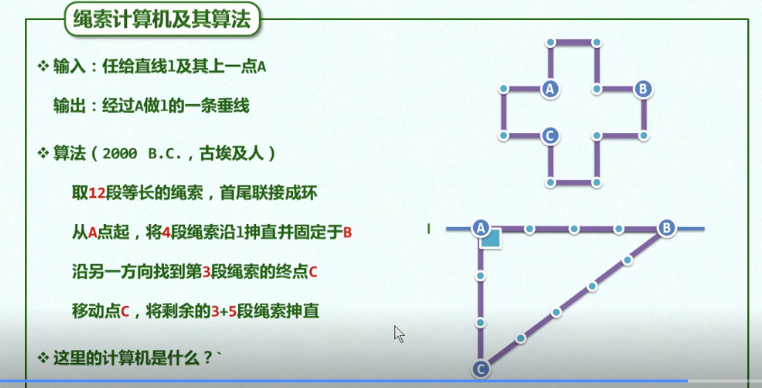 绳索计算机及其算法
❖ 输入：任给直线l及其上一点A
输出：经过A做l的一条垂线
❖ 算法（2000 B.C.，古埃及人）
取12段等长的绳索，首尾联接成环
从A点起，将4段绳索沿l抻直并固定于B
沿另一方向找到第3段绳索的终点C
移动点C，将剩余的3+5段绳索抻直
❖ 这里的计算机是什么？`
A
B
C
l
A
B
C